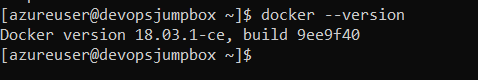 [azureuser@devopsjumpbox ~]$ docker --version
Docker version 18.03.1-ce, build 9ee9f40
[azureuser@devopsjumpbox ~]$